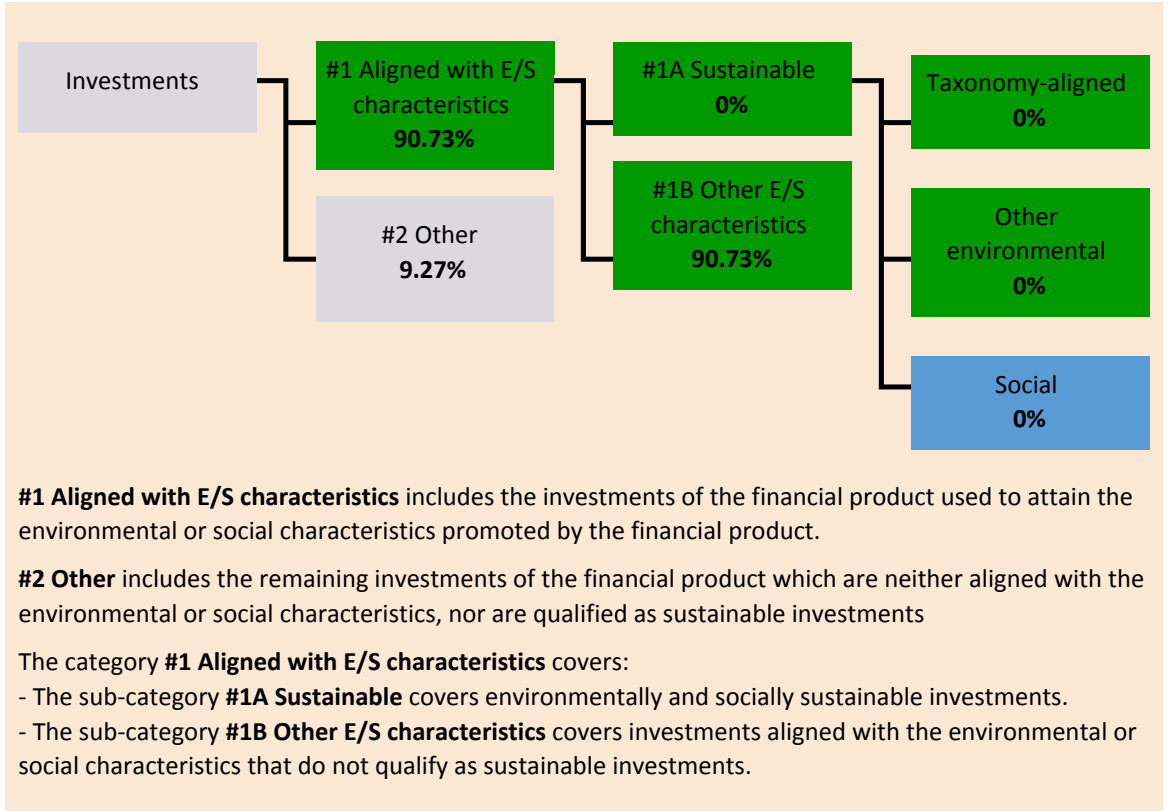 Investments
#1 Aligned with E/S
characteristics
90.73%
#2 Other
9.27%
#1A Sustainable
0%
#1B Other E/S
characteristics
90.73%
Taxonomy-aligned
0%
Other
environmental
0%
Social
0%
#1 Aligned with E/S characteristics includes the investments of the financial product used to attain the
environmental or social characteristics promoted by the financial product.
#2 Other includes the remaining investments of the financial product which are neither aligned with the
environmental or social characteristics, nor are qualified as sustainable investments
The category #1 Aligned with E/S characteristics covers:
- The sub-category #1A Sustainable covers environmentally and socially sustainable investments.
- The sub-category #1B Other E/S characteristics covers investments aligned with the environmental or
social characteristics that do not qualify as sustainable investments.